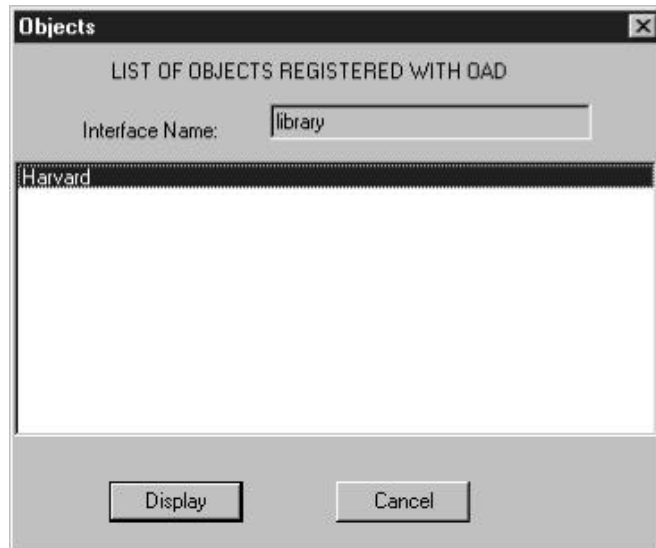 Objects
LIST OF OBJECTS REGISTERED WITH OAD
Interface Name: library
Harvard
Display Cancel